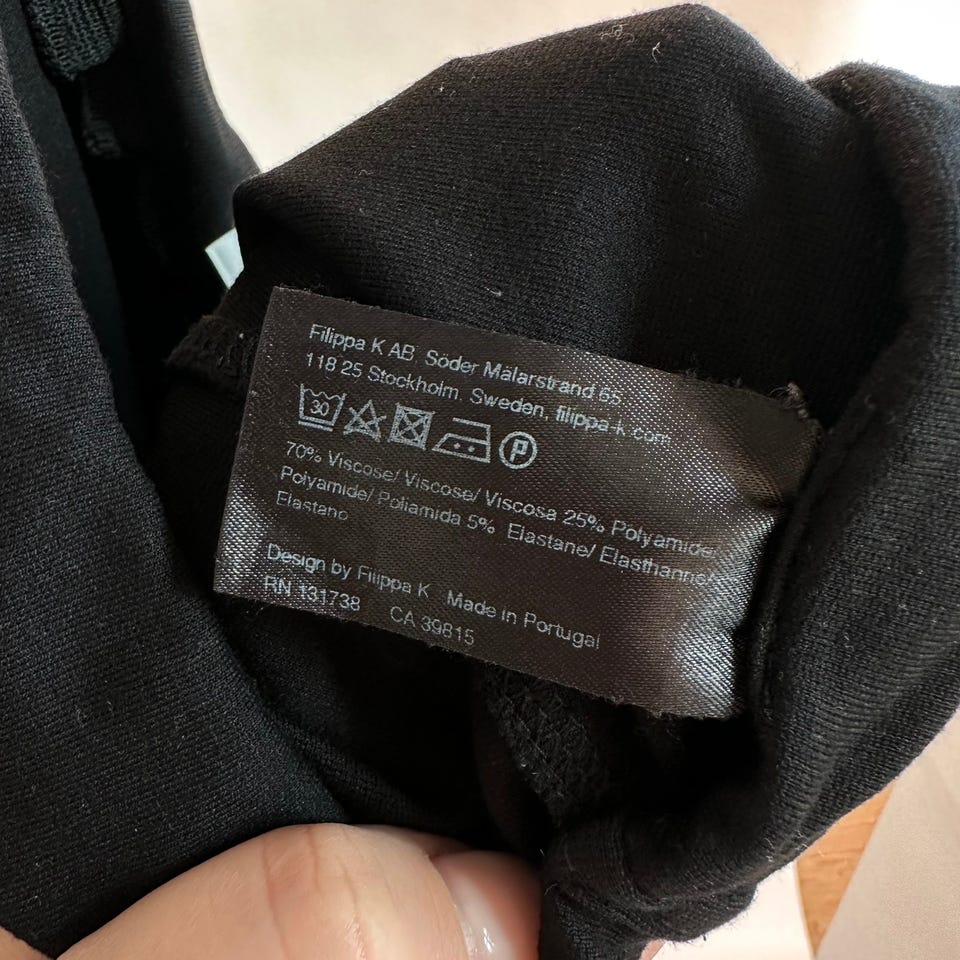 Filippa K AB Söder Mälarstrand 65
118 25 Stockholm, Sweden, filippa-k.com
30 P
70% Viscose/ Viscose/ Viscosa 25% Polyamide/
Polyamide/ Poliamida 5% Elastane/ Elasthanne/
Elastano
Design by Filippa K Made in Portugal
RN 131738 CA 39815